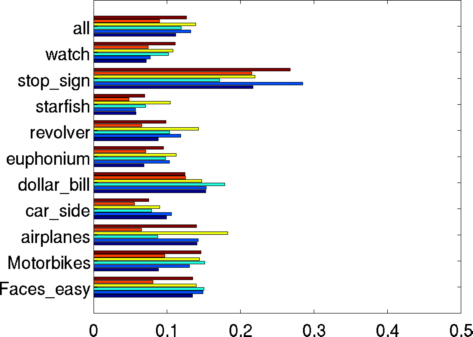 all
watch
stop_sign
starfish
revolver
euphonium
dollar_bill
car_side
airplanes
Motorbikes
Faces_easy
0 0.1 0.2 0.3 0.4 0.5